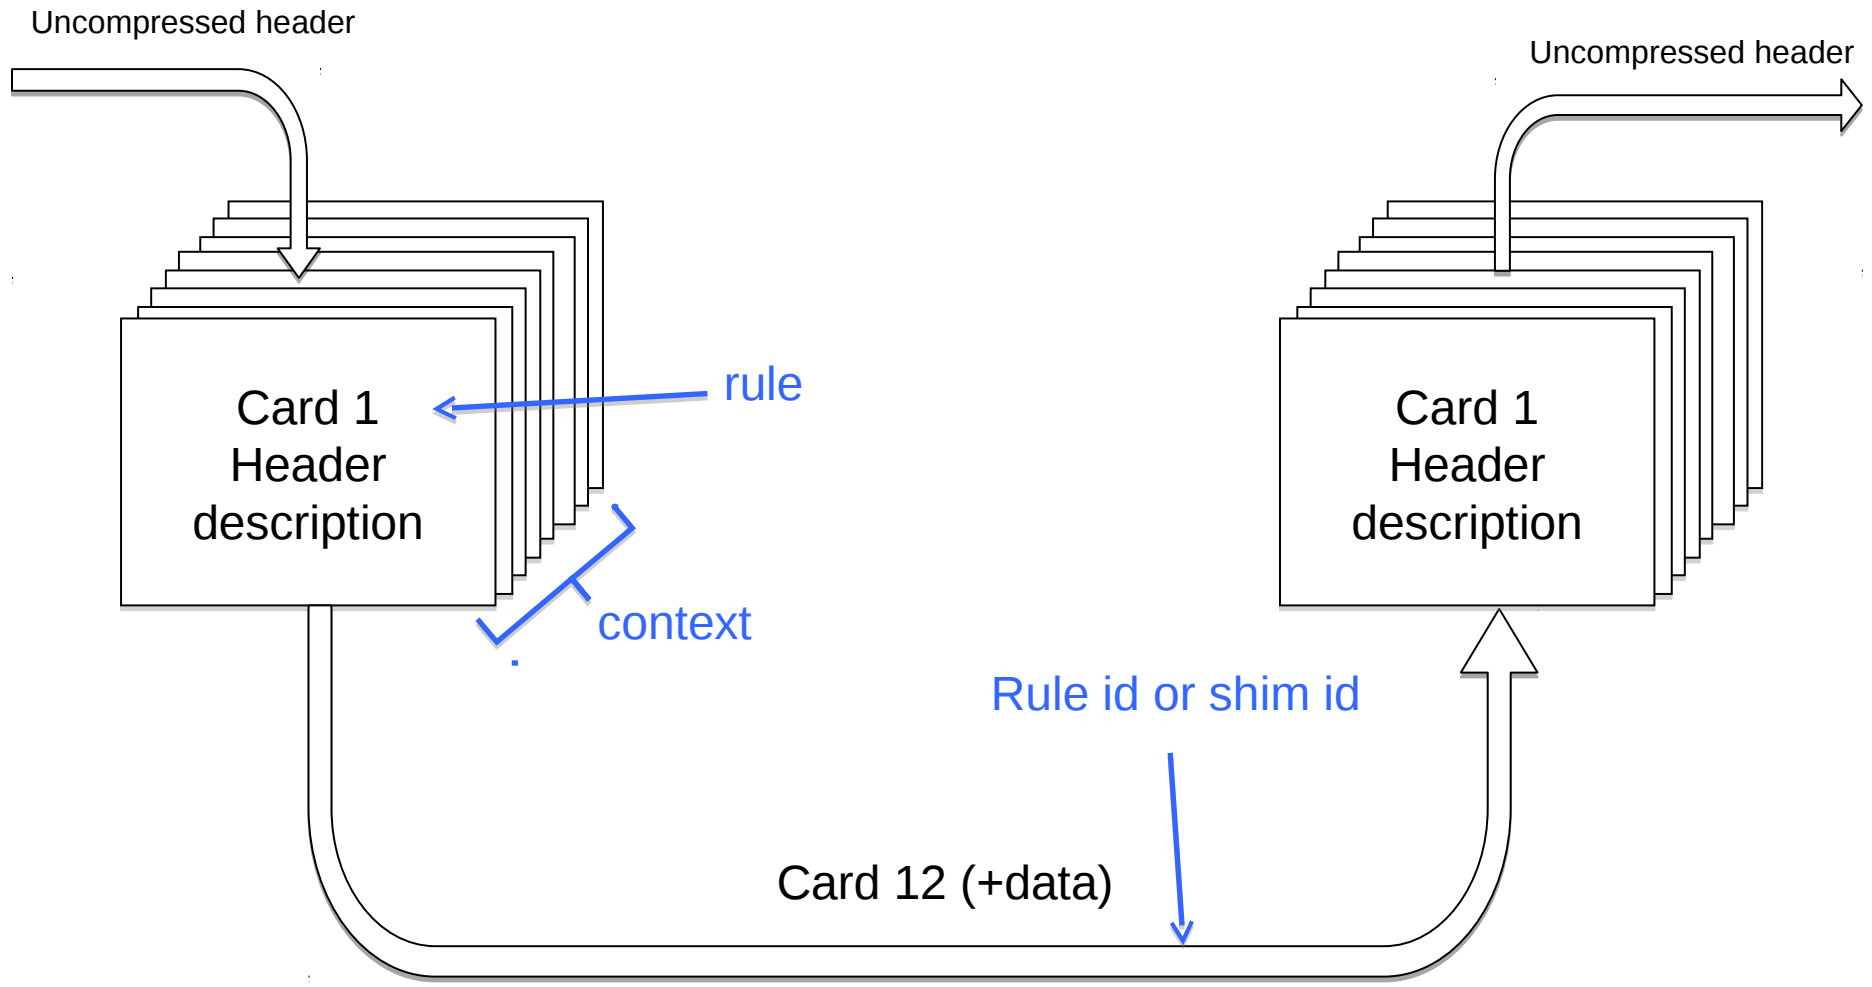 Uncompressed header
Uncompressed header
Card 1
Header
description
rule
context
Card 1
Header
description
Rule id or shim id
Card 12 (+data)